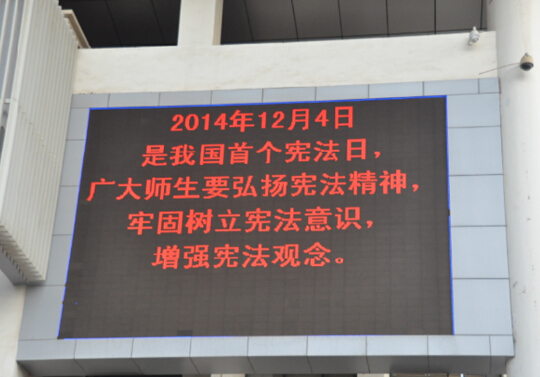 2014年12月4日
是我国首个宪法日，
广大师生要弘扬宪法精神，
牢固树立宪法意识，
增强宪法观念。